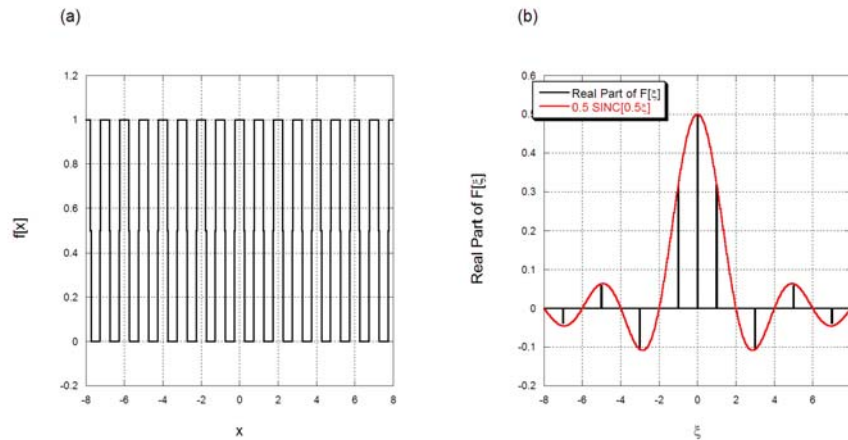 (a)
(b)
1.2
1
0.8
0.6
0.4
0.2
0
-0.2
f[x]
-8 -6 -4 -2 0 2 4 6 8
x
0.6
0.5
0.4
0.3
0.2
0.1
0
-0.1
-0.2
Real Part of F[ξ]
Real Part of F[ξ]
0.5 SINC[0.5ξ]
-8 -6 -4 -2 0 2 4 6
ξ